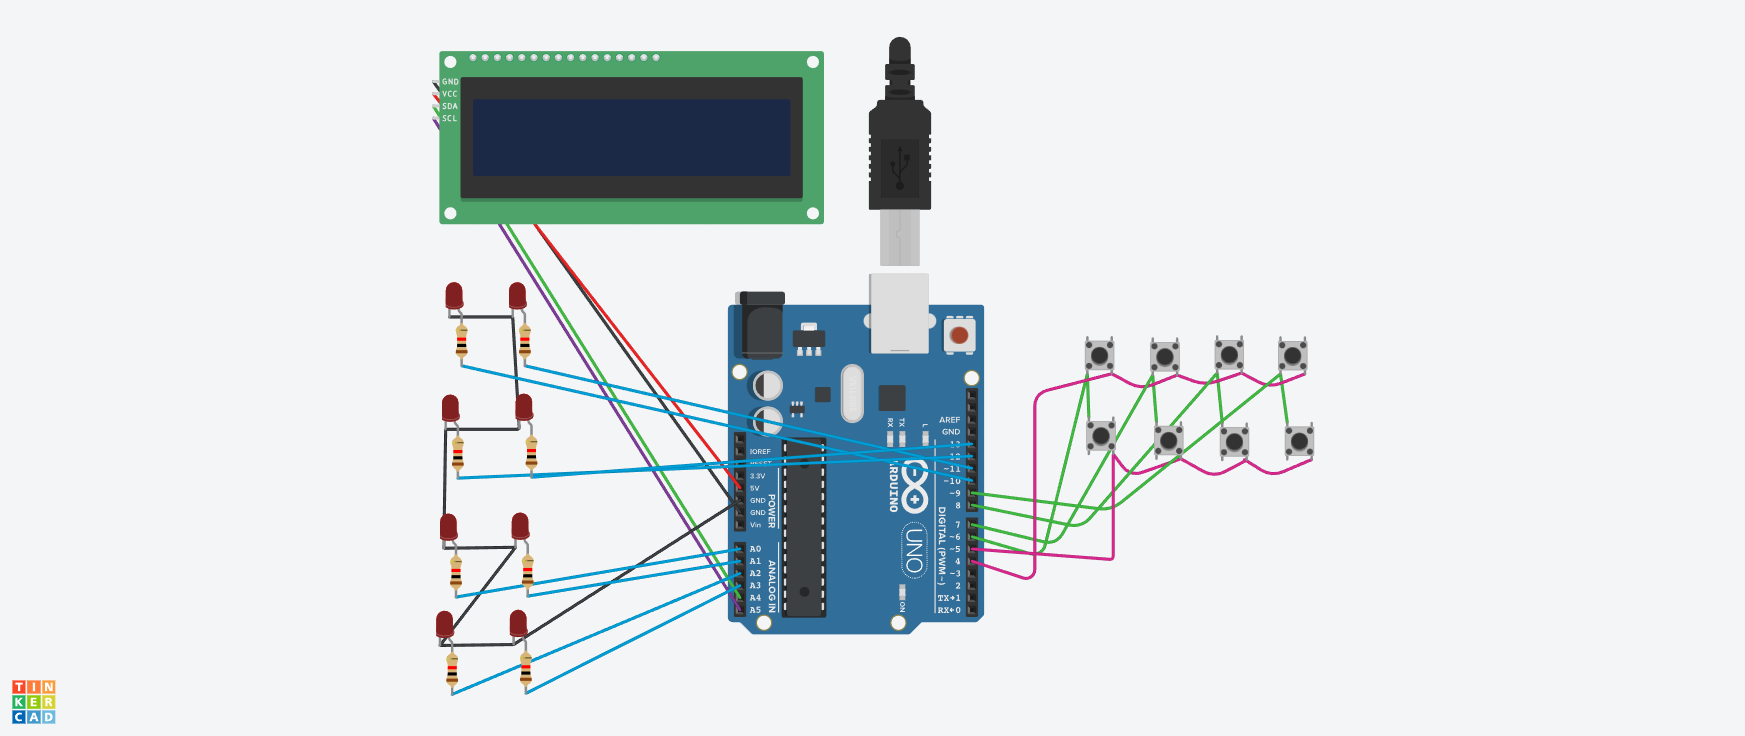 GND
VCC
SDA
SCL
AREF
GND
RX
TX
L
13
12
~11
~10
~9
8
7
~6
~5
4
~3
2
TX→1
RX←0
DIGITAL (PWM~)
ARDUINO
UNO
ON
IOREF
RESET
3.3V
5V
GND
GND
Vin
POWER
A0
A1
A2
A3
A4
A5
ANALOG IN
TIN
KER
CAD